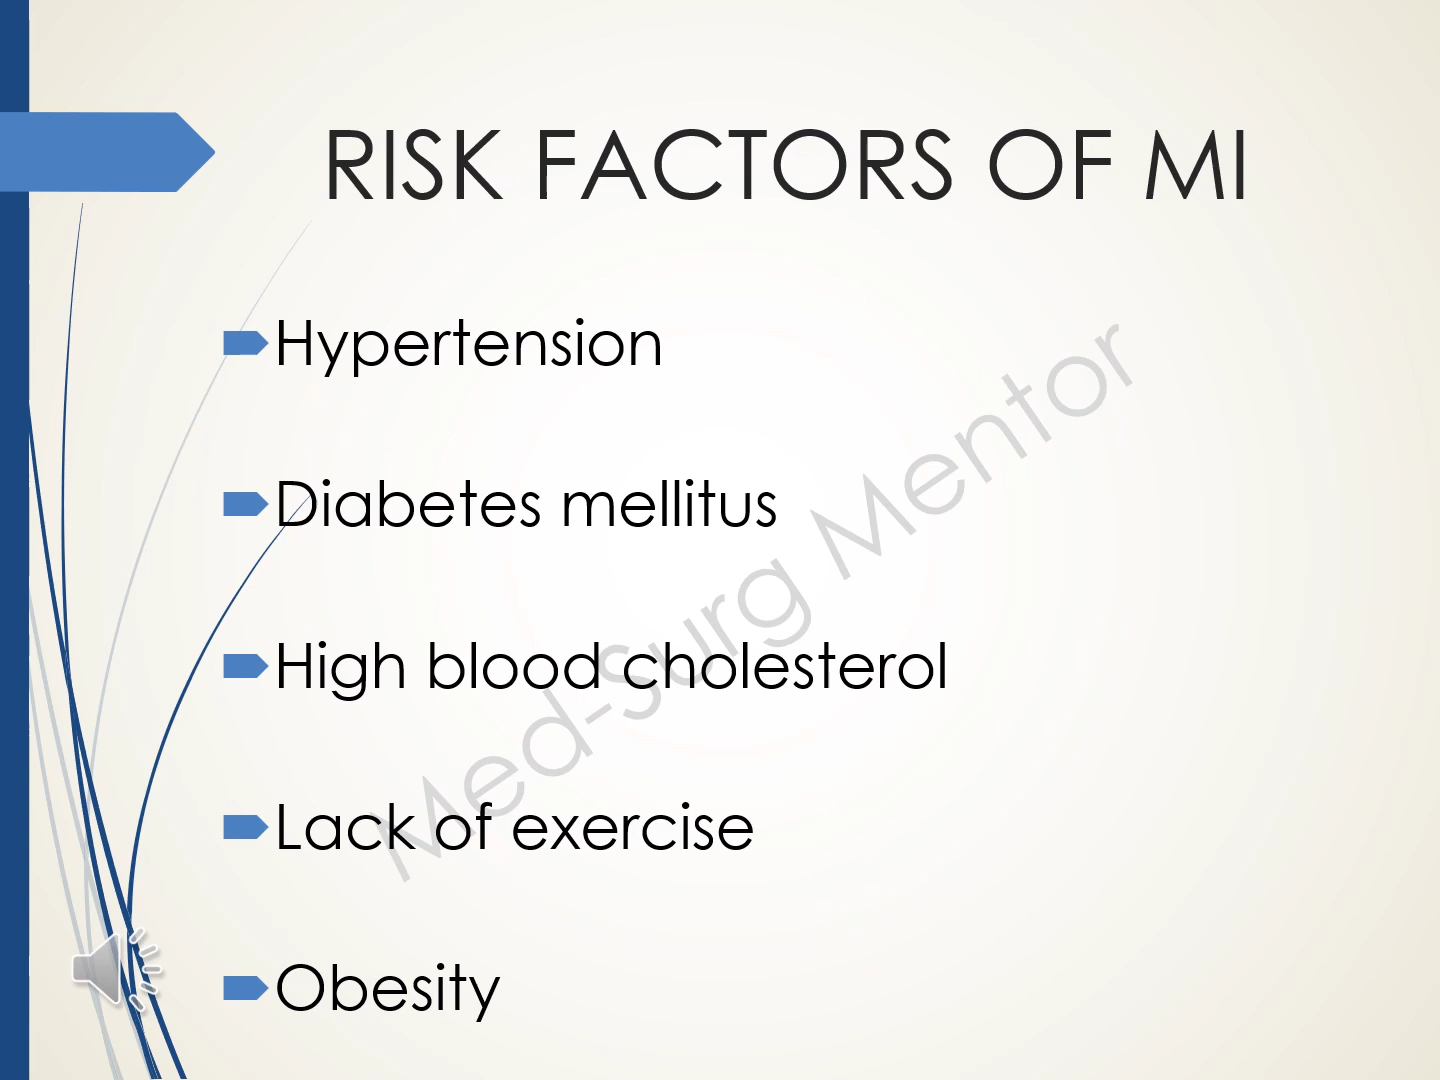 RISK FACTORS OF MI
Hypertension
Diabetes mellitus
High blood cholesterol
Lack of exercise
Obesity
Med-Surg Mentor